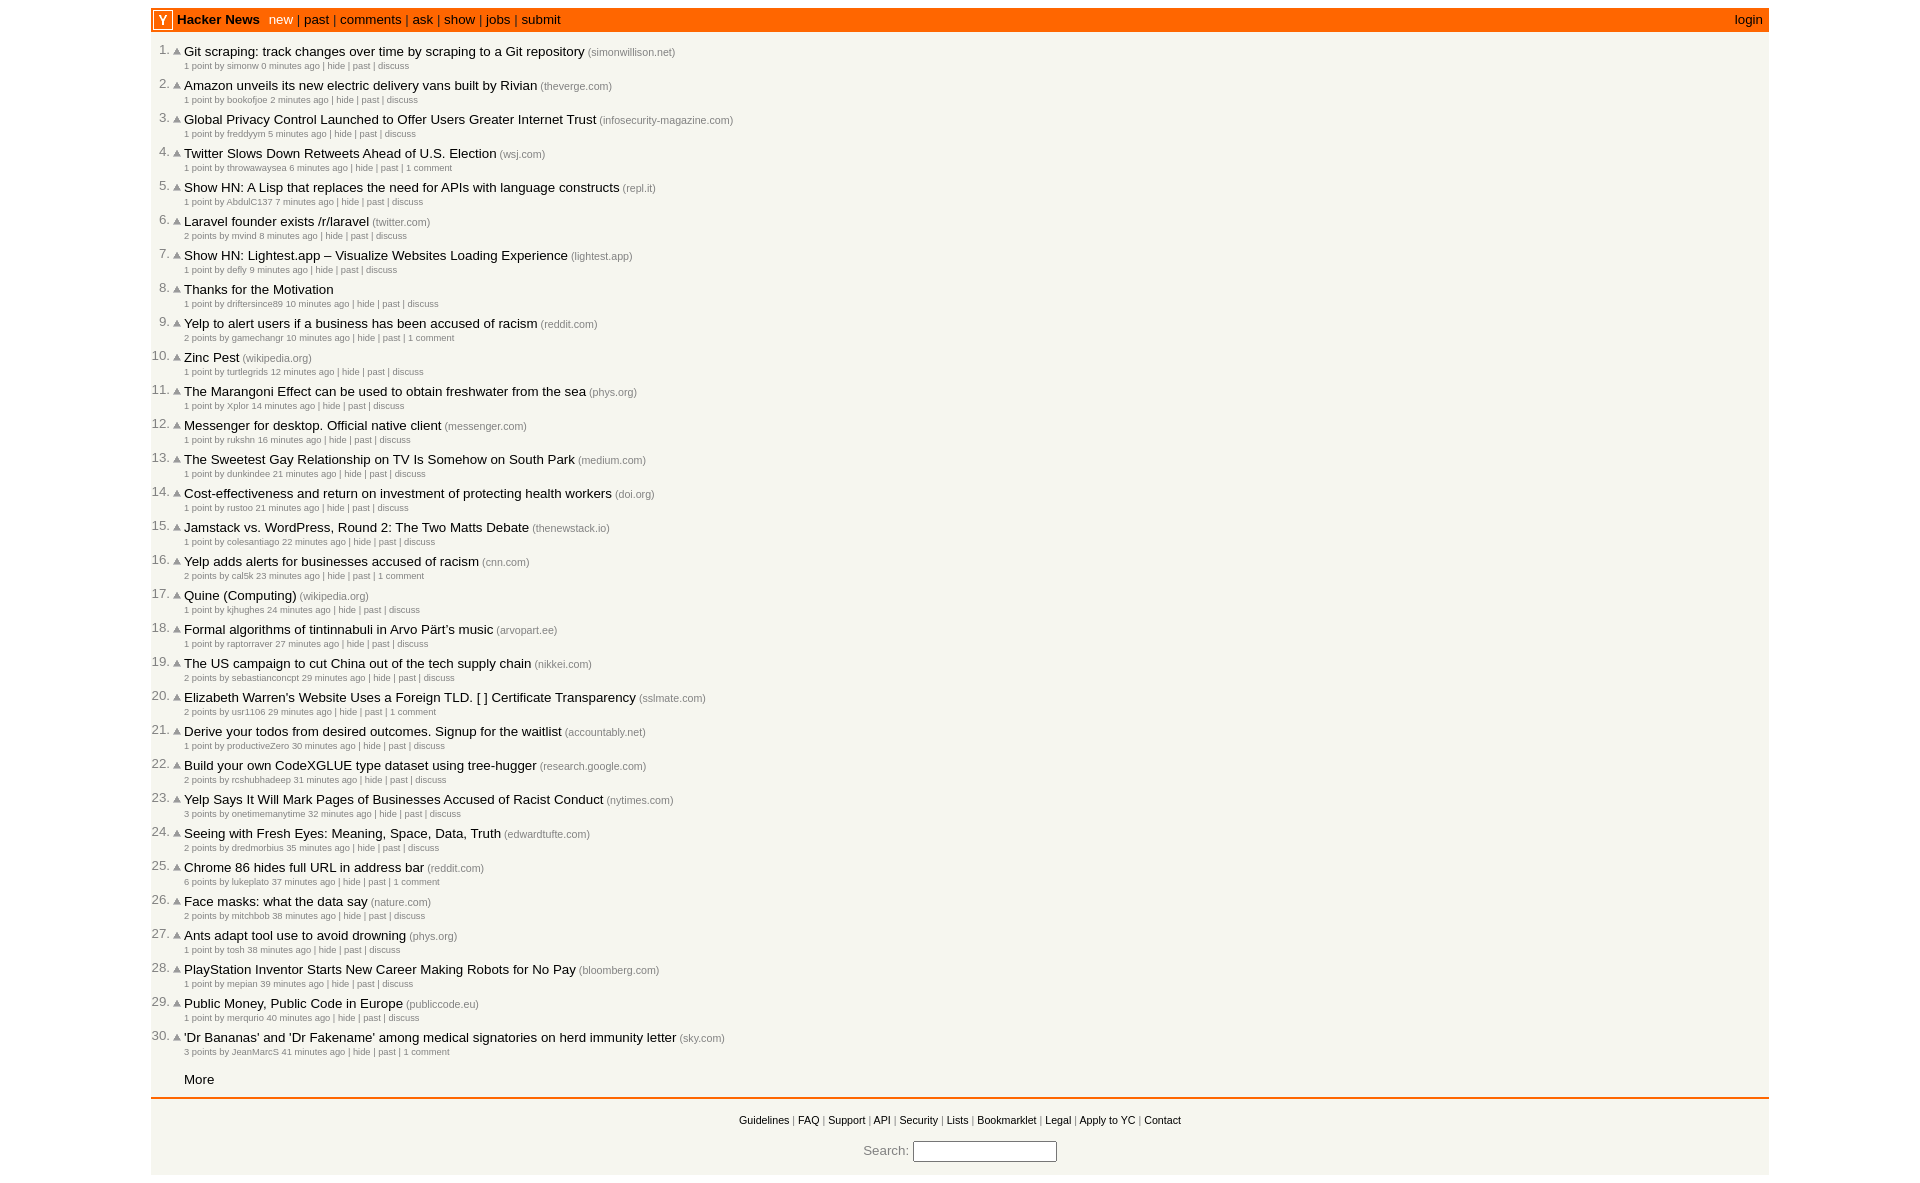 Y Hacker News new | past | comments | ask | show | jobs | submit login
1. Git scraping: track changes over time by scraping to a Git repository (simonwillison.net)
1 point by simonw 0 minutes ago | hide | past | discuss
2. Amazon unveils its new electric delivery vans built by Rivian (theverge.com)
1 point by bookofjoe 2 minutes ago | hide | past | discuss
3. Global Privacy Control Launched to Offer Users Greater Internet Trust (infosecurity-magazine.com)
1 point by freddyym 5 minutes ago | hide | past | discuss
4. Twitter Slows Down Retweets Ahead of U.S. Election (wsj.com)
1 point by throwawaysea 6 minutes ago | hide | past | 1 comment
5. Show HN: A Lisp that replaces the need for APIs with language constructs (repl.it)
1 point by AbdulC137 7 minutes ago | hide | past | discuss
6. Laravel founder exists /r/laravel (twitter.com)
2 points by mvind 8 minutes ago | hide | past | discuss
7. Show HN: Lightest.app – Visualize Websites Loading Experience (lightest.app)
1 point by defly 9 minutes ago | hide | past | discuss
8. Thanks for the Motivation
1 point by driftersince89 10 minutes ago | hide | past | discuss
9. Yelp to alert users if a business has been accused of racism (reddit.com)
2 points by gamechangr 10 minutes ago | hide | past | 1 comment
10. Zinc Pest (wikipedia.org)
1 point by turtlegrids 12 minutes ago | hide | past | discuss
11. The Marangoni Effect can be used to obtain freshwater from the sea (phys.org)
1 point by Xplor 14 minutes ago | hide | past | discuss
12. Messenger for desktop. Official native client (messenger.com)
1 point by rukshn 16 minutes ago | hide | past | discuss
13. The Sweetest Gay Relationship on TV Is Somehow on South Park (medium.com)
1 point by dunkindee 21 minutes ago | hide | past | discuss
14. Cost-effectiveness and return on investment of protecting health workers (doi.org)
1 point by rustoo 21 minutes ago | hide | past | discuss
15. Jamstack vs. WordPress, Round 2: The Two Matts Debate (thenewstack.io)
1 point by colesantiago 22 minutes ago | hide | past | discuss
16. Yelp adds alerts for businesses accused of racism (cnn.com)
2 points by cal5k 23 minutes ago | hide | past | 1 comment
17. Quine (Computing) (wikipedia.org)
1 point by kjhughes 24 minutes ago | hide | past | discuss
18. Formal algorithms of tintinnabuli in Arvo Pärt's music (arvopart.ee)
1 point by raptorraver 27 minutes ago | hide | past | discuss
19. The US campaign to cut China out of the tech supply chain (nikkei.com)
2 points by sebastianconcpt 29 minutes ago | hide | past | discuss
20. Elizabeth Warren's Website Uses a Foreign TLD. [ ] Certificate Transparency (sslmate.com)
2 points by usr1106 29 minutes ago | hide | past | 1 comment
21. Derive your todos from desired outcomes. Signup for the waitlist (accountably.net)
1 point by productiveZero 30 minutes ago | hide | past | discuss
22. Build your own CodeXGLUE type dataset using tree-hugger (research.google.com)
2 points by rcshubhadeep 31 minutes ago | hide | past | discuss
23. Yelp Says It Will Mark Pages of Businesses Accused of Racist Conduct (nytimes.com)
3 points by onetimemanytime 32 minutes ago | hide | past | discuss
24. Seeing with Fresh Eyes: Meaning, Space, Data, Truth (edwardtufte.com)
2 points by dredmorbius 35 minutes ago | hide | past | discuss
25. Chrome 86 hides full URL in address bar (reddit.com)
6 points by lukeplato 37 minutes ago | hide | past | 1 comment
26. Face masks: what the data say (nature.com)
2 points by mitchbob 38 minutes ago | hide | past | discuss
27. Ants adapt tool use to avoid drowning (phys.org)
1 point by tosh 38 minutes ago | hide | past | discuss
28. PlayStation Inventor Starts New Career Making Robots for No Pay (bloomberg.com)
1 point by mepian 39 minutes ago | hide | past | discuss
29. Public Money, Public Code in Europe (publiccode.eu)
1 point by merqurio 40 minutes ago | hide | past | discuss
30. 'Dr Bananas' and 'Dr Fakename' among medical signatories on herd immunity letter (sky.com)
3 points by JeanMarcS 41 minutes ago | hide | past | 1 comment
More
Guidelines | FAQ | Support | API | Security | Lists | Bookmarklet | Legal | Apply to YC | Contact
Search: